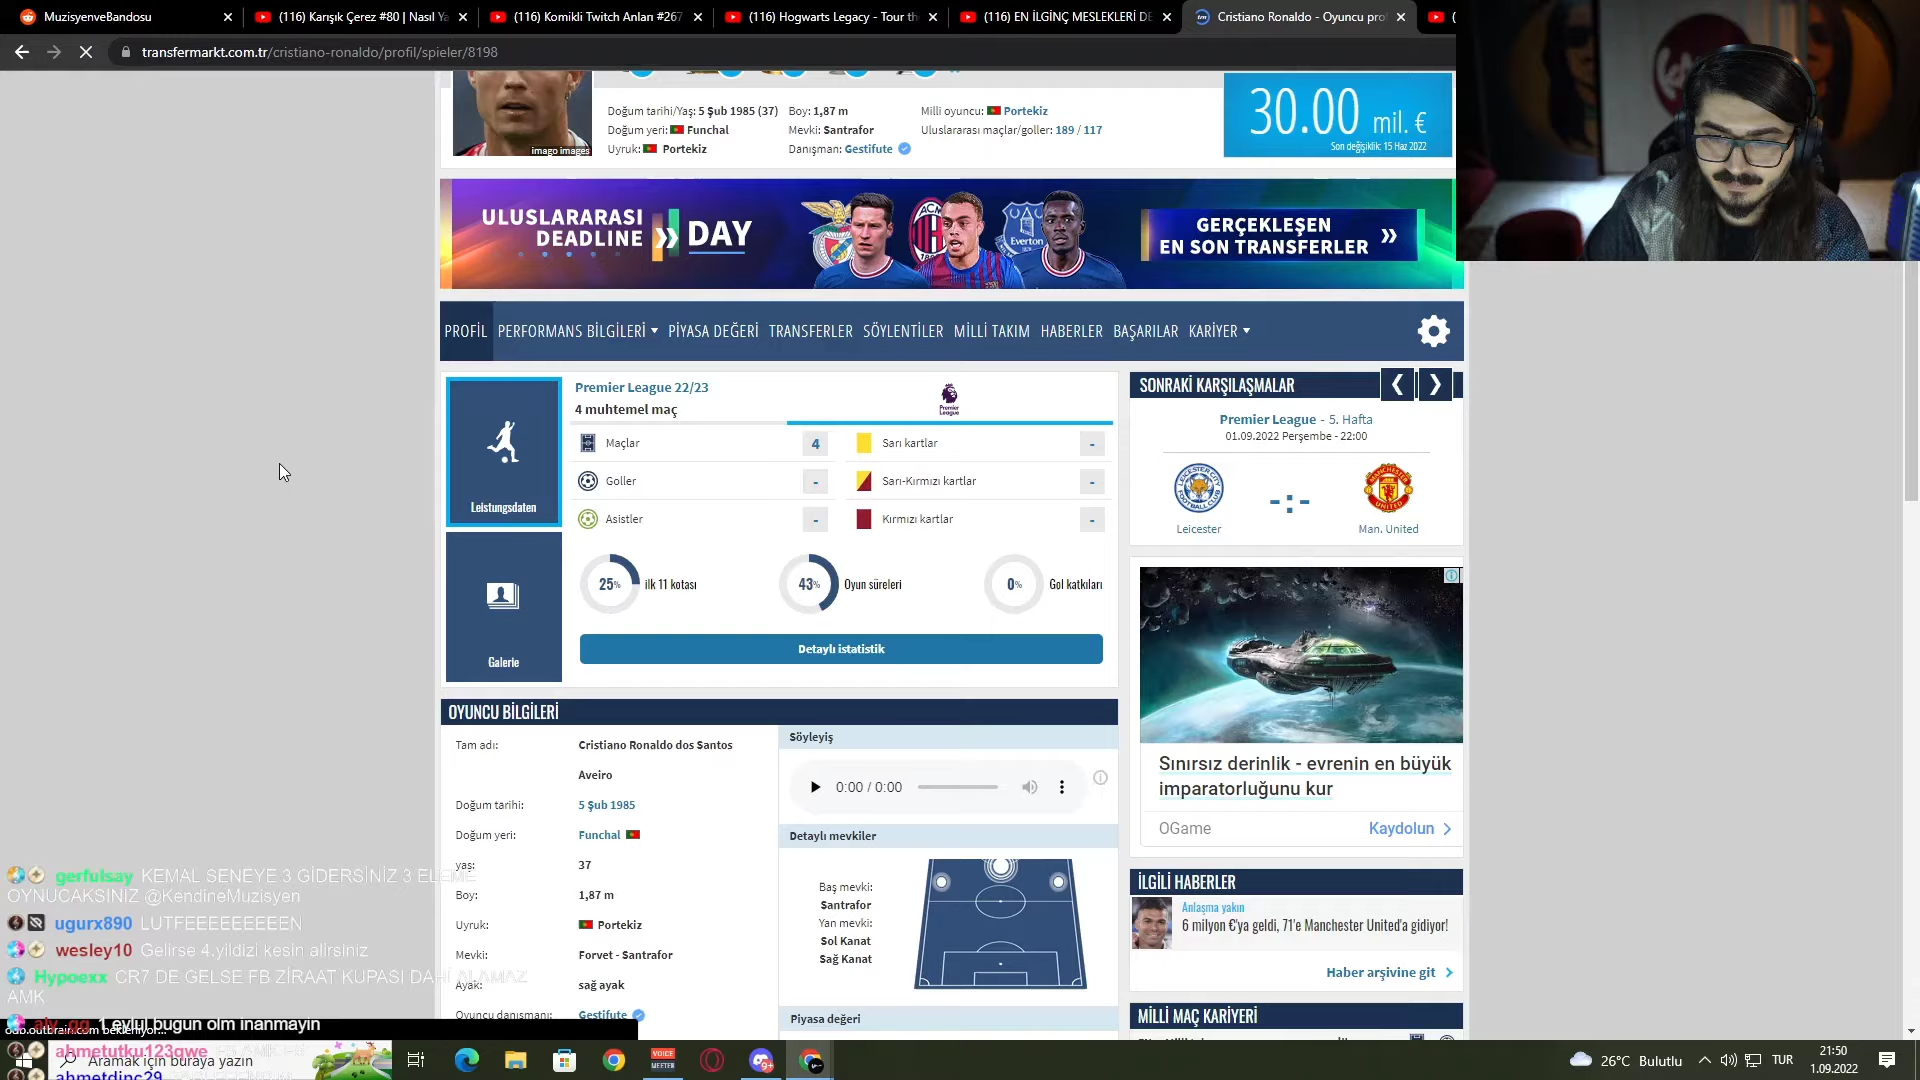 MuzisyenveBandosu
(116) Karışık Çerez #80 | Nasıl Ya
(116) Komikli Twitch Anları #267
(116) Hogwarts Legacy - Tour th
(116) EN İLGİNÇ MESLEKLERİ DE
Cristiano Ronaldo - Oyuncu pro
transfermarkt.com.tr/cristiano-ronaldo/profil/spieler/8198
imago images
Doğum tarihi/Yaş: 5 Şub 1985 (37)
Doğum yeri: Funchal
Uyruk: Portekiz
Boy: 1,87 m
Mevki: Santrafor
Danışman: Gestifute
Milli oyuncu: Portekiz
Uluslararası maçlar/goller: 189 / 117
30.00 mil. €
Son değişiklik: 15 Haz 2022
ULUSLARARASI
DEADLINE
DAY
Everton
GERÇEKLEŞEN
EN SON TRANSFERLER
PROFİL
PERFORMANS BİLGİLERİ
PİYASA DEĞERİ
TRANSFERLER
SÖYLENTİLER
MİLLİ TAKIM
HABERLER
BAŞARILAR
KARİYER
Leistungsdaten
Galerie
Premier League 22/23
4 muhtemel maç
Premier
League
Maçlar
4
Sarı kartlar
-
Goller
-
Sarı-Kırmızı kartlar
-
Asistler
-
Kırmızı kartlar
-
25%
ilk 11 kotası
43%
Oyun süreleri
0%
Gol katkıları
Detaylı istatistik
SONRAKİ KARŞILAŞMALAR
Premier League - 5. Hafta
01.09.2022 Perşembe - 22:00
-:-
Leicester
Man. United
Sınırsız derinlik - evrenin en büyük
imparatorluğunu kur
OGame
Kaydolun
OYUNCU BİLGİLERİ
Tam adı:
Cristiano Ronaldo dos Santos
Aveiro
Doğum tarihi:
5 Şub 1985
Doğum yeri:
Funchal
yaş:
37
Boy:
1,87 m
Uyruk:
Portekiz
Mevki:
Forvet - Santrafor
Ayak:
sağ ayak
Oyuncu danışmanı:
Gestifute
Söyleyiş
0:00 / 0:00
Detaylı mevkiler
Baş mevki:
Santrafor
Yan mevki:
Sol Kanat
Sağ Kanat
Piyasa değeri
İLGİLİ HABERLER
Anlaşma yakın
6 milyon €'ya geldi, 71'e Manchester United'a gidiyor!
Haber arşivine git
MİLLİ MAÇ KARİYERİ
gerfulsay KEMAL SENEYE 3 GİDERSİNİZ 3 ELEME
OYNUCAKSINIZ @KendineMuzisyen
ugurx890 LUTFEEEEEEEEEN
wesley10 Gelirse 4.yildizi kesin alirsiniz
Hypoexx CR7 DE GELSE FB ZİRAAT KUPASI DAHİ ALAMAZ
AMK
1 eylul bugun olm inanmayin
ahmetutku123qwe
ahmetdinc29
Aramak için buraya yazın
VOICE
MEETER
9+
26°C Bulutlu
TUR
21:50
1.09.2022